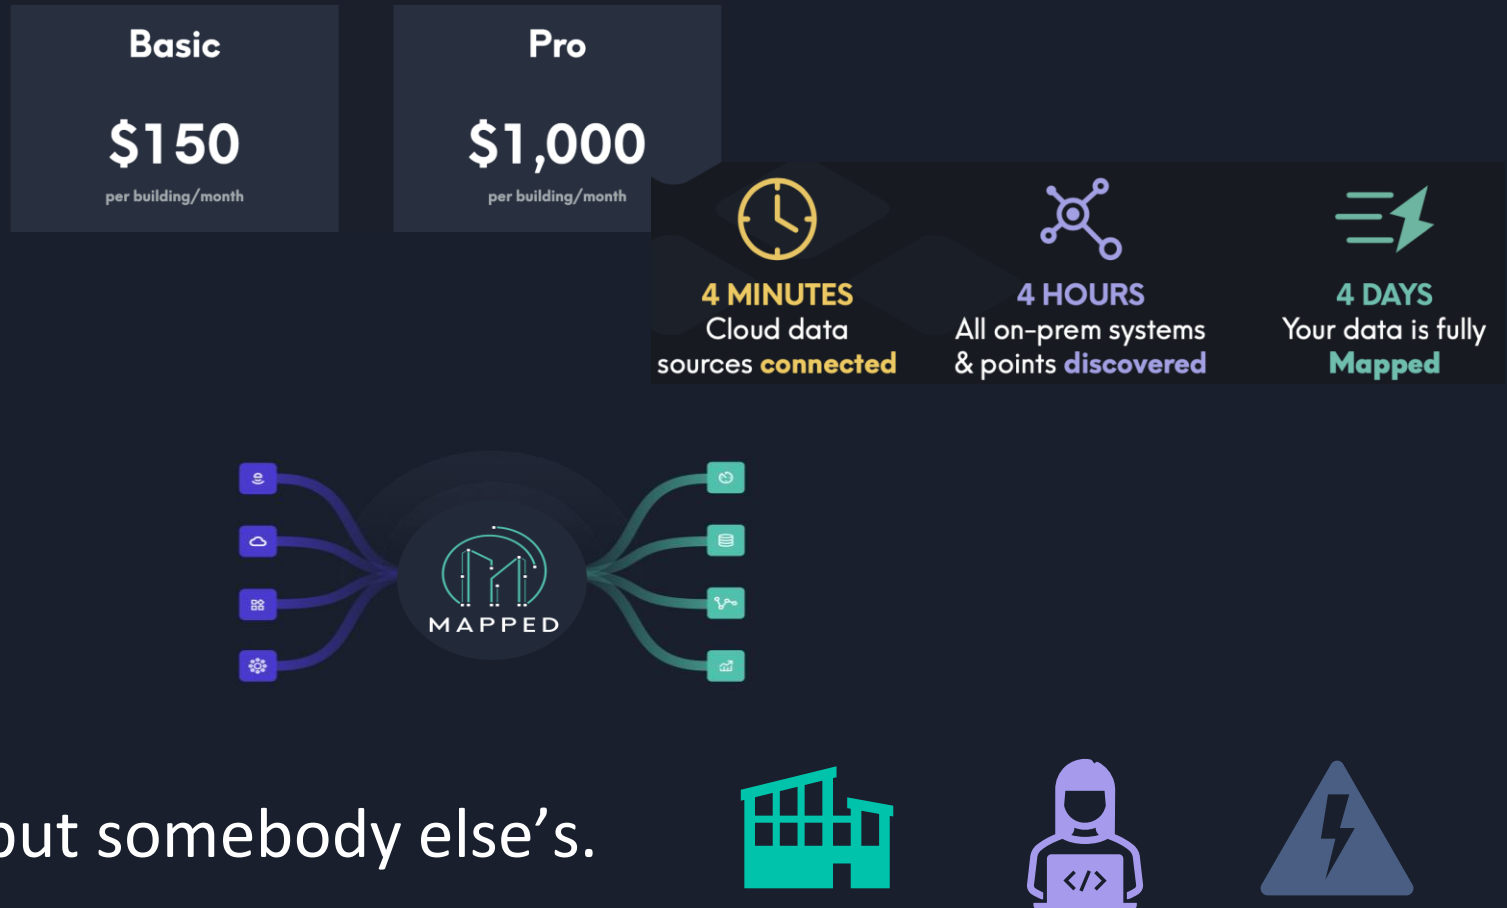 Basic
$150
per building/month
Pro
$1,000
per building/month
4 MINUTES
Cloud data
sources connected
4 HOURS
All on-prem systems
& points discovered
4 DAYS
Your data is fully
Mapped
MAPPED
but somebody else’s.
</>